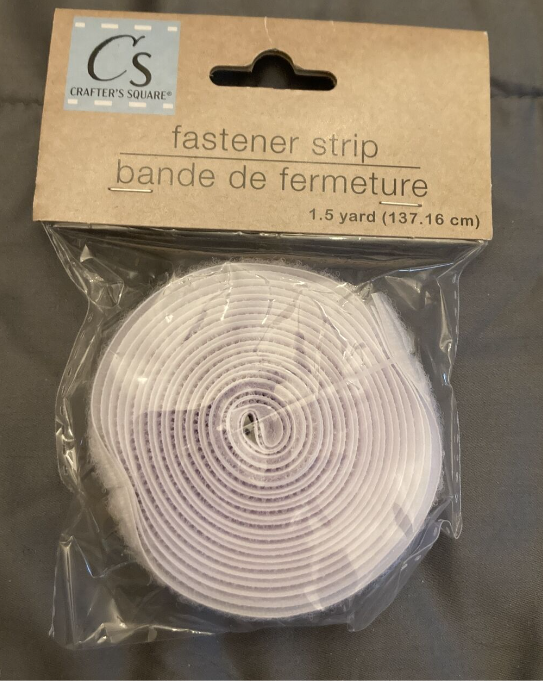 Cs
CRAFTER'S SQUARE®
fastener strip
bande de fermeture
1.5 yard (137.16 cm)